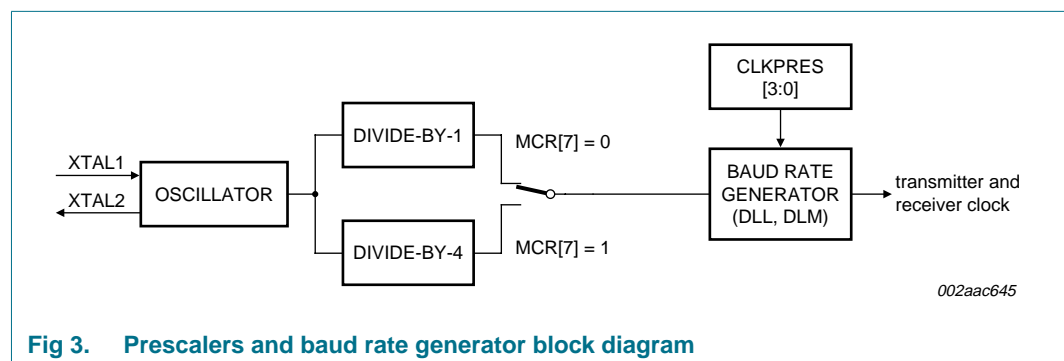 XTAL1
XTAL2
OSCILLATOR
DIVIDE-BY-1
DIVIDE-BY-4
MCR[7] = 0
MCR[7] = 1
CLKPRES
[3:0]
BAUD RATE
GENERATOR
(DLL, DLM)
transmitter and
receiver clock
002aac645
Fig 3. Prescalers and baud rate generator block diagram